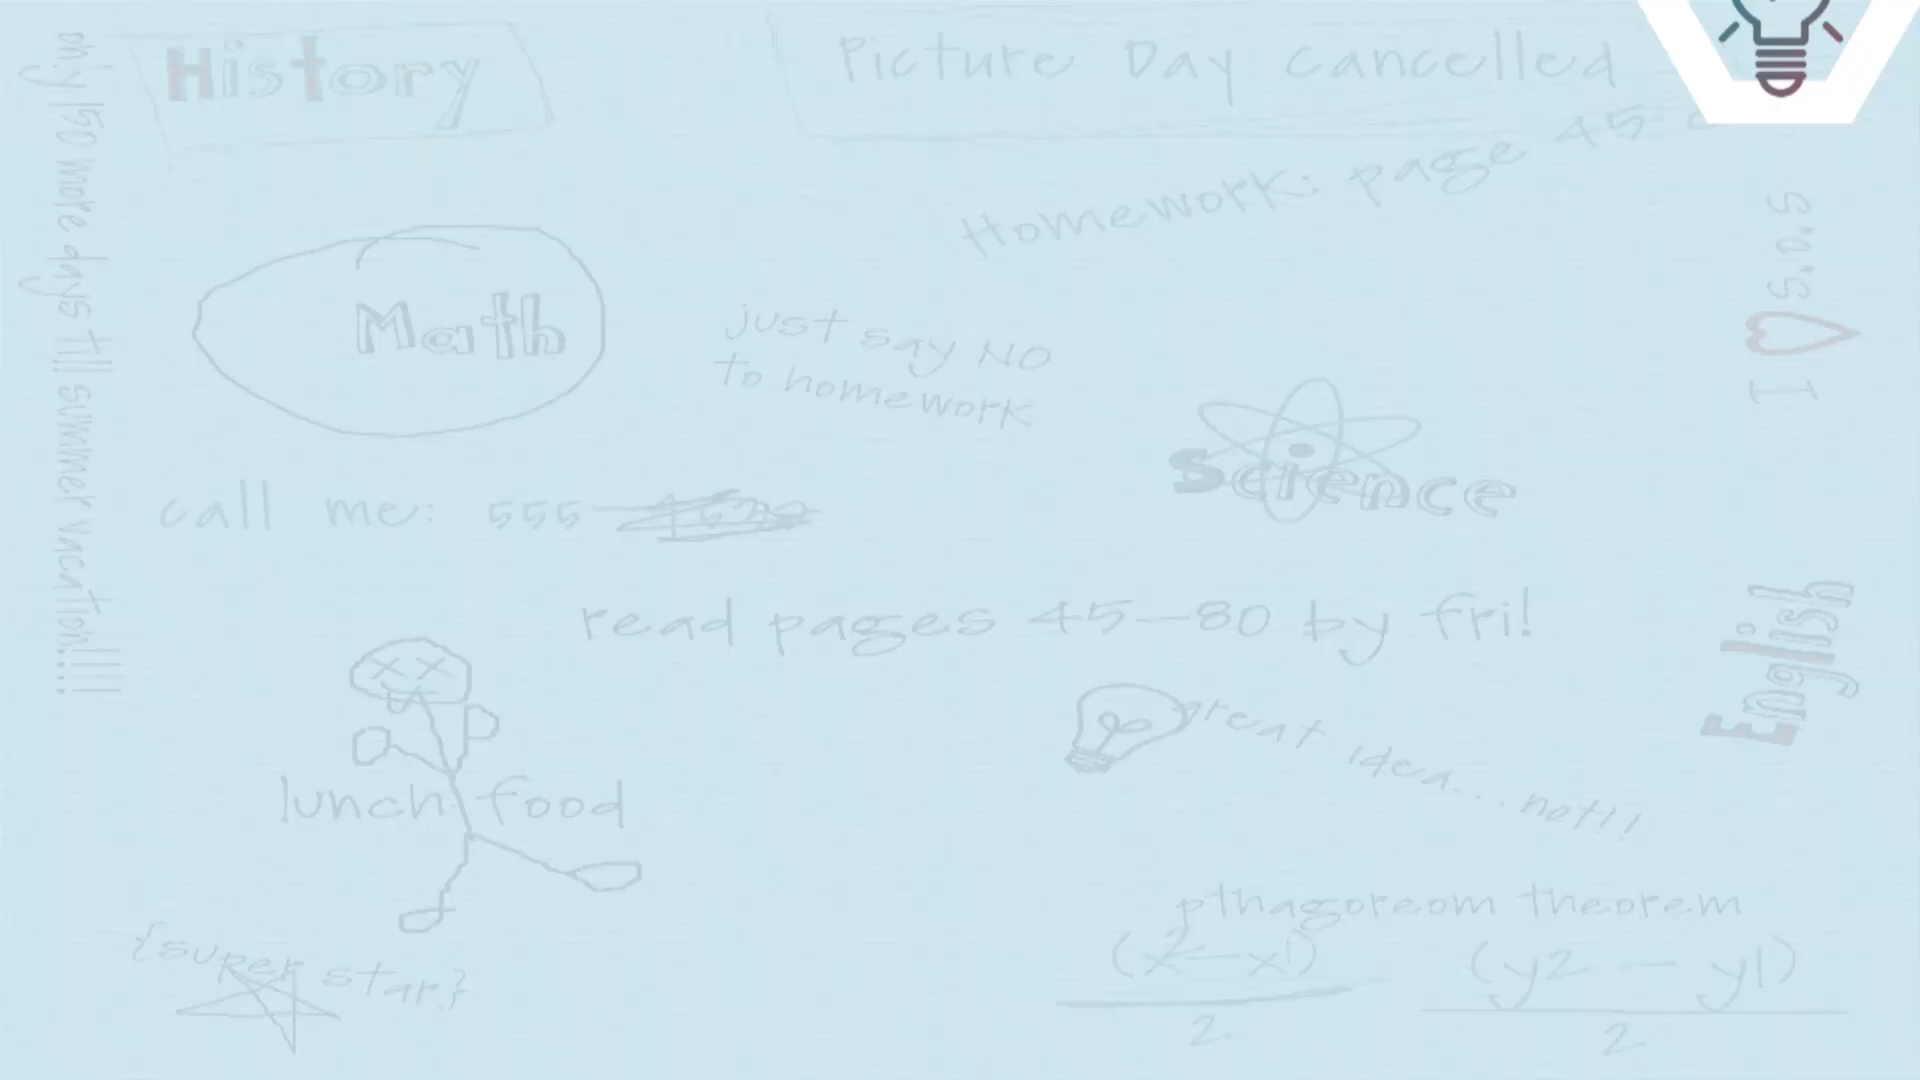 History
Picture Day cancelled
Homework: page 45
only 150 more days till summer vacation!!!!
Math
just say NO
to homework
I S.O.S
Science
call me: 555
read pages 45-80 by fri!
English
great idea... not!!
lunch food
pthagoreom theorem
(x2-x1)
2
(y2 - y1)
2
{super star}